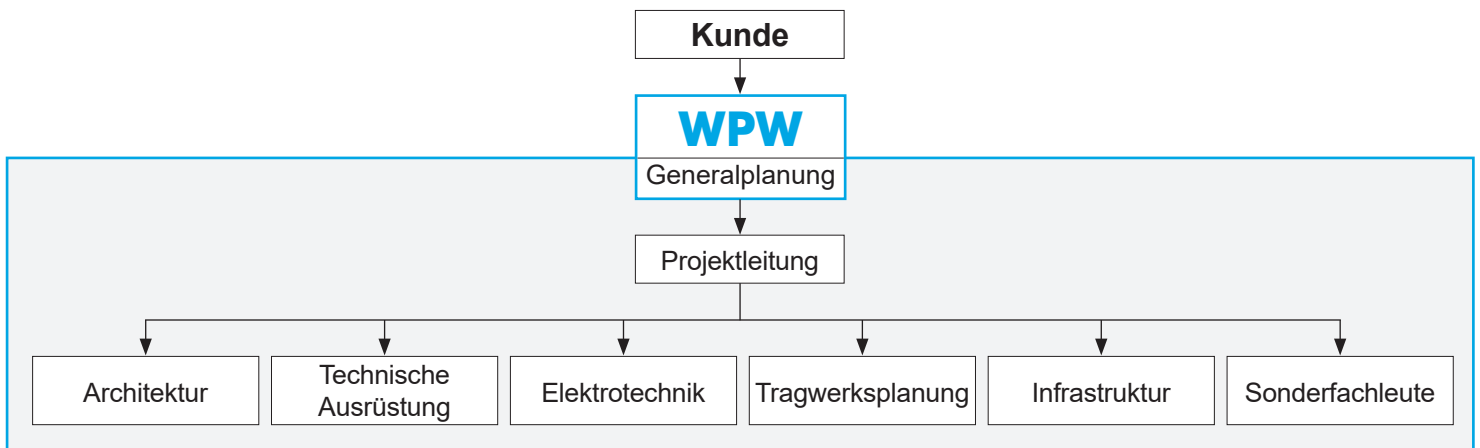 Kunde
WPW
Generalplanung
Projektleitung
Architektur
Technische
Ausrüstung
Elektrotechnik
Tragwerksplanung
Infrastruktur
Sonderfachleute